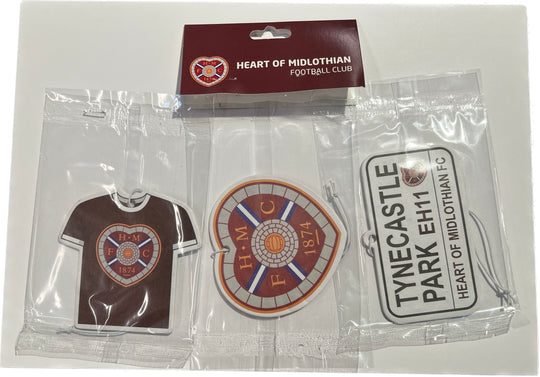 HEART OF MIDLOTHIAN
FOOTBALL CLUB
H · M
F C
1874
H · M C
F 1874
TYNECASTLE
PARK EH11
HEART OF MIDLOTHIAN FC